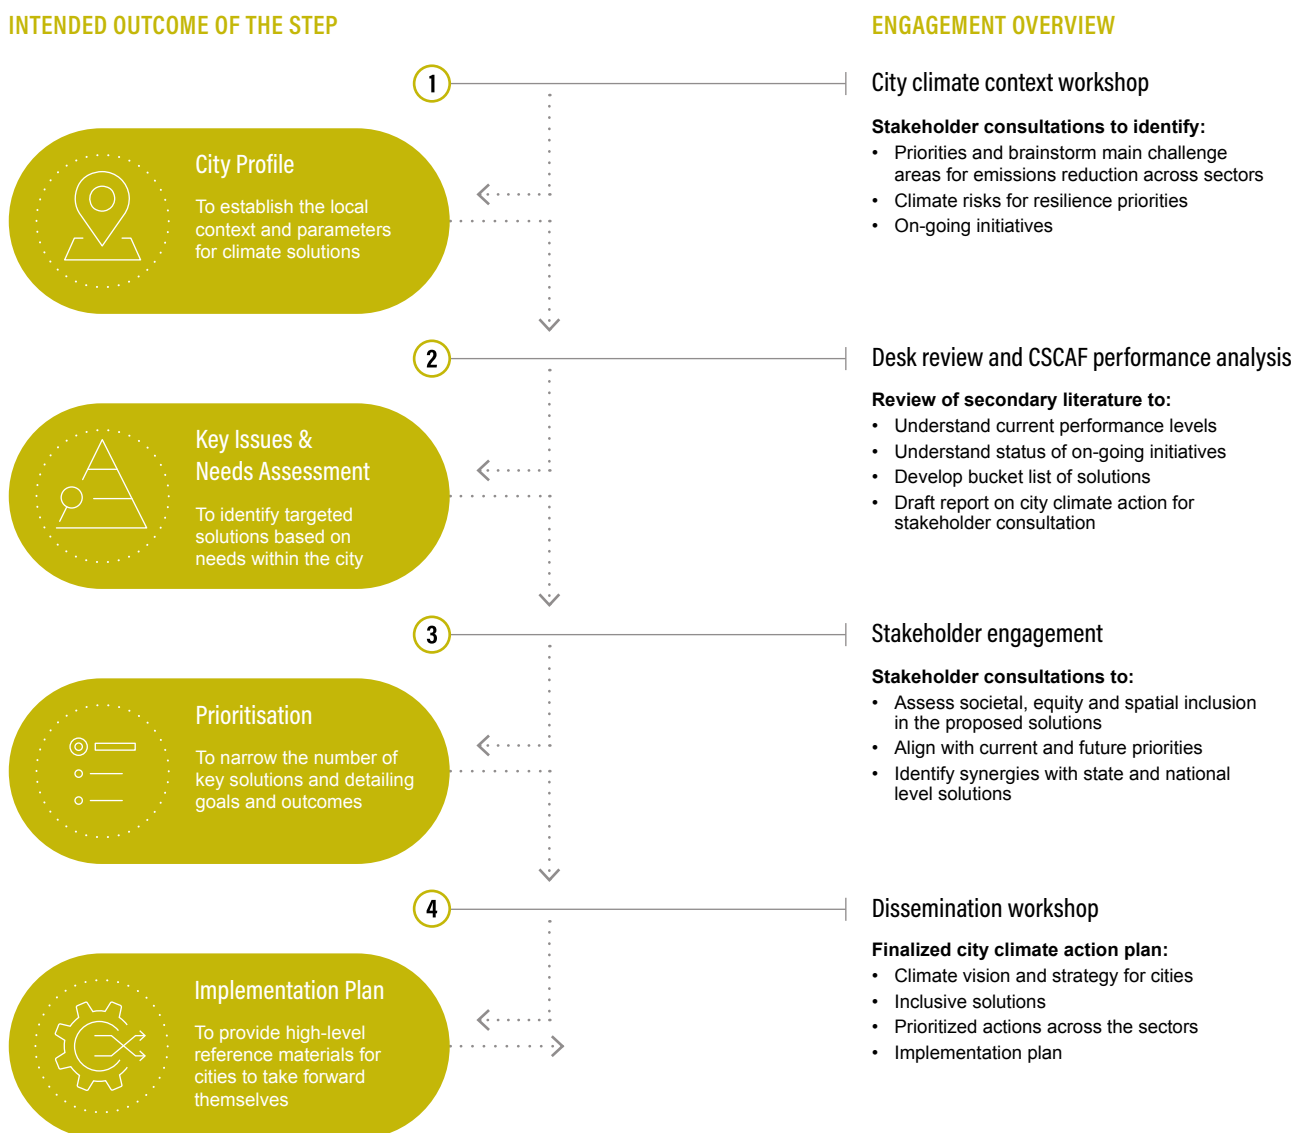 INTENDED OUTCOME OF THE STEP
ENGAGEMENT OVERVIEW
1
City climate context workshop
Stakeholder consultations to identify:
• Priorities and brainstorm main challenge
areas for emissions reduction across sectors
• Climate risks for resilience priorities
• On-going initiatives
City Profile
To establish the local
context and parameters
for climate solutions
2
Desk review and CSCAF performance analysis
Review of secondary literature to:
• Understand current performance levels
• Understand status of on-going initiatives
• Develop bucket list of solutions
• Draft report on city climate action for
stakeholder consultation
Key Issues &
Needs Assessment
To identify targeted
solutions based on
needs within the city
3
Stakeholder engagement
Stakeholder consultations to:
• Assess societal, equity and spatial inclusion
in the proposed solutions
• Align with current and future priorities
• Identify synergies with state and national
level solutions
Prioritisation
To narrow the number of
key solutions and detailing
goals and outcomes
4
Dissemination workshop
Finalized city climate action plan:
• Climate vision and strategy for cities
• Inclusive solutions
• Prioritized actions across the sectors
• Implementation plan
Implementation Plan
To provide high-level
reference materials for
cities to take forward
themselves